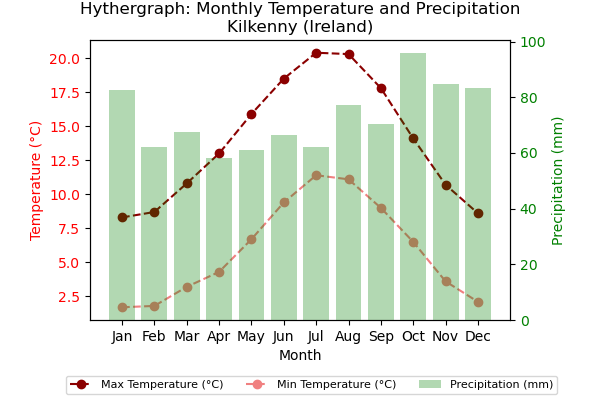 Hythergraph: Monthly Temperature and Precipitation
Kilkenny (Ireland)
Temperature (°C)
20.0
17.5
15.0
12.5
10.0
7.5
5.0
2.5
100
80
60
40
20
0
Precipitation (mm)
Jan Feb Mar Apr May Jun Jul Aug Sep Oct Nov Dec
Month
Max Temperature (°C) Min Temperature (°C) Precipitation (mm)